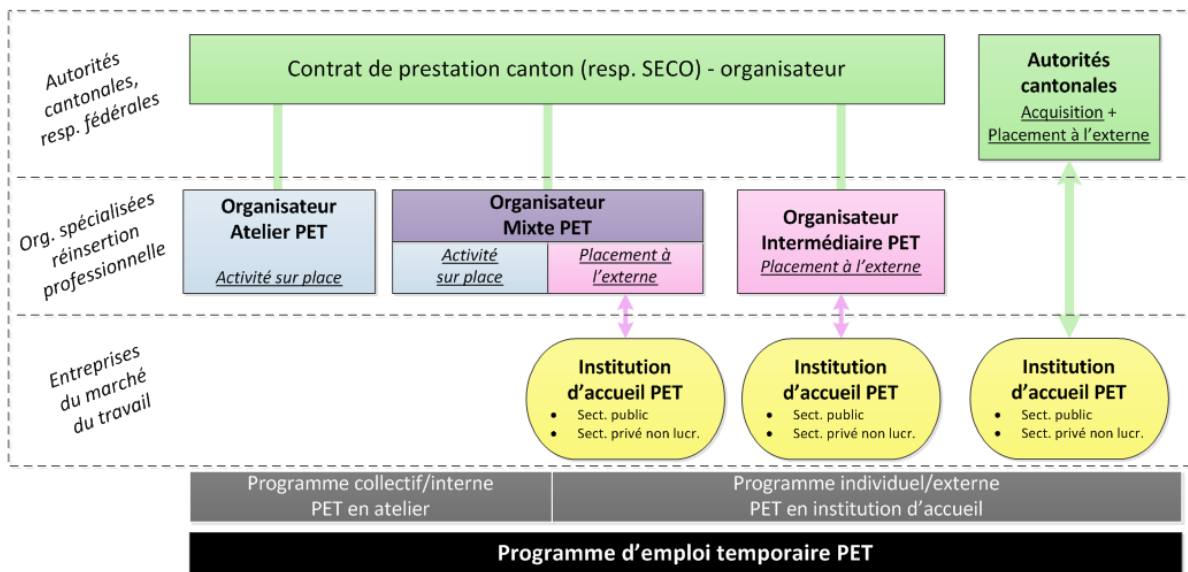 Autorités
cantonales,
resp. fédérales
Contrat de prestation canton (resp. SECO) - organisateur
Autorités
cantonales
Acquisition +
Placement à l'externe
Org. spécialisées
réinsertion
professionnelle
Organisateur
Atelier PET
Activité sur place
Organisateur
Mixte PET
Activité
sur place
Placement à
l'externe
Organisateur
Intermédiaire PET
Placement à l'externe
Entreprises
du marché
du travail
Institution
d'accueil PET
• Sect. public
• Sect. privé non lucr.
Institution
d'accueil PET
• Sect. public
• Sect. privé non lucr.
Institution
d'accueil PET
• Sect. public
• Sect. privé non lucr.
Programme collectif/interne
PET en atelier
Programme individuel/externe
PET en institution d'accueil
Programme d'emploi temporaire PET